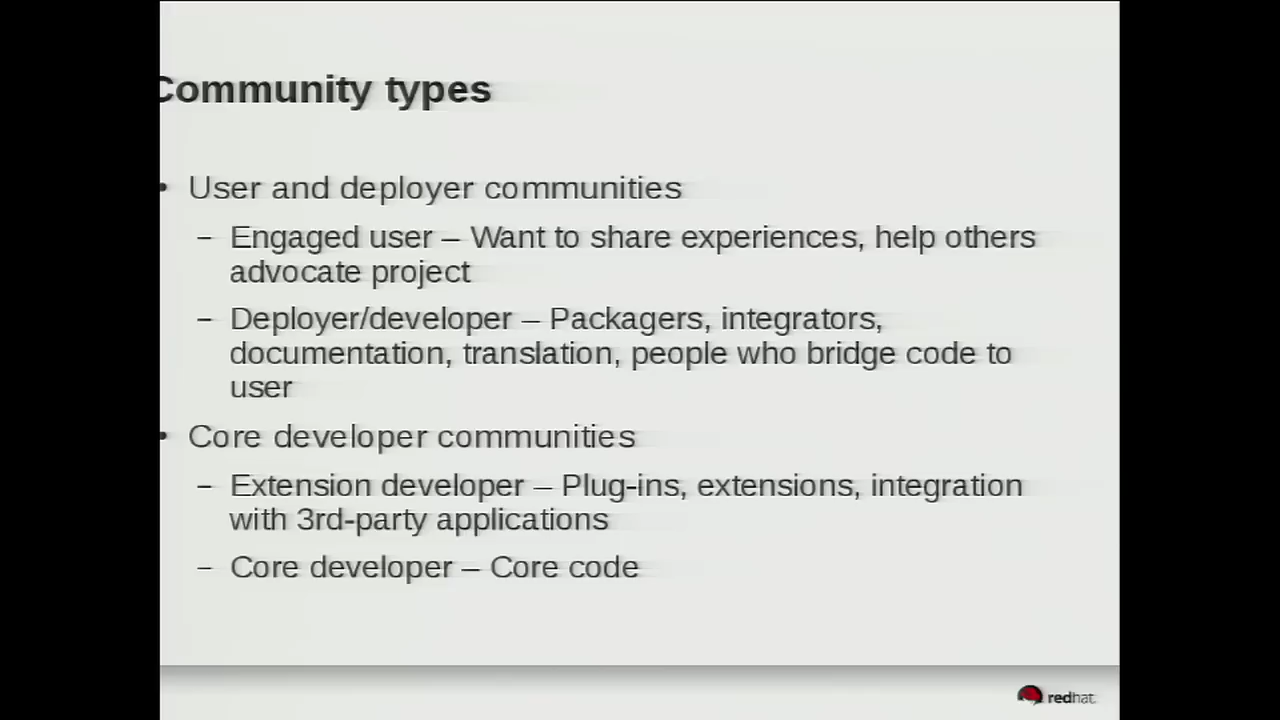 Community types
• User and deployer communities
– Engaged user – Want to share experiences, help others
advocate project
– Deployer/developer – Packagers, integrators,
documentation, translation, people who bridge code to
user
• Core developer communities
– Extension developer – Plug-ins, extensions, integration
with 3rd-party applications
– Core developer – Core code
redhat